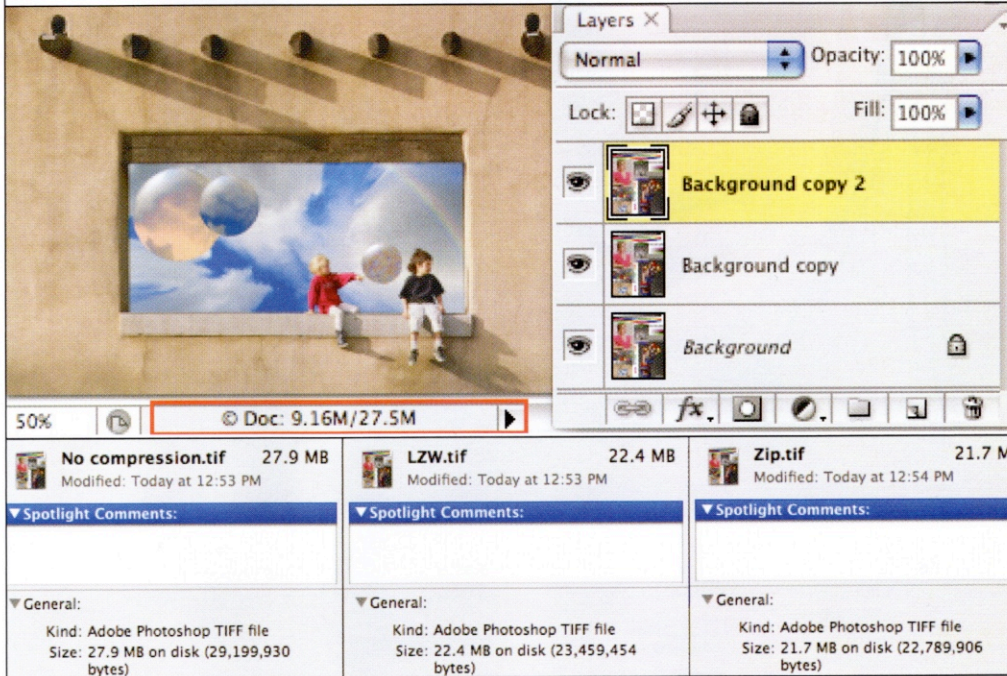 Layers ×
Normal Opacity: 100%
Lock: Fill: 100%
Background copy 2
Background copy
Background
50% © Doc: 9.16M/27.5M
fx.
No compression.tif 27.9 MB
Modified: Today at 12:53 PM
▼Spotlight Comments:
▼General:
Kind: Adobe Photoshop TIFF file
Size: 27.9 MB on disk (29,199,930
bytes)
LZW.tif 22.4 MB
Modified: Today at 12:53 PM
▼Spotlight Comments:
▼General:
Kind: Adobe Photoshop TIFF file
Size: 22.4 MB on disk (23,459,454
bytes)
Zip.tif 21.7 M
Modified: Today at 12:54 PM
▼Spotlight Comments:
▼General:
Kind: Adobe Photoshop TIFF file
Size: 21.7 MB on disk (22,789,906
bytes)